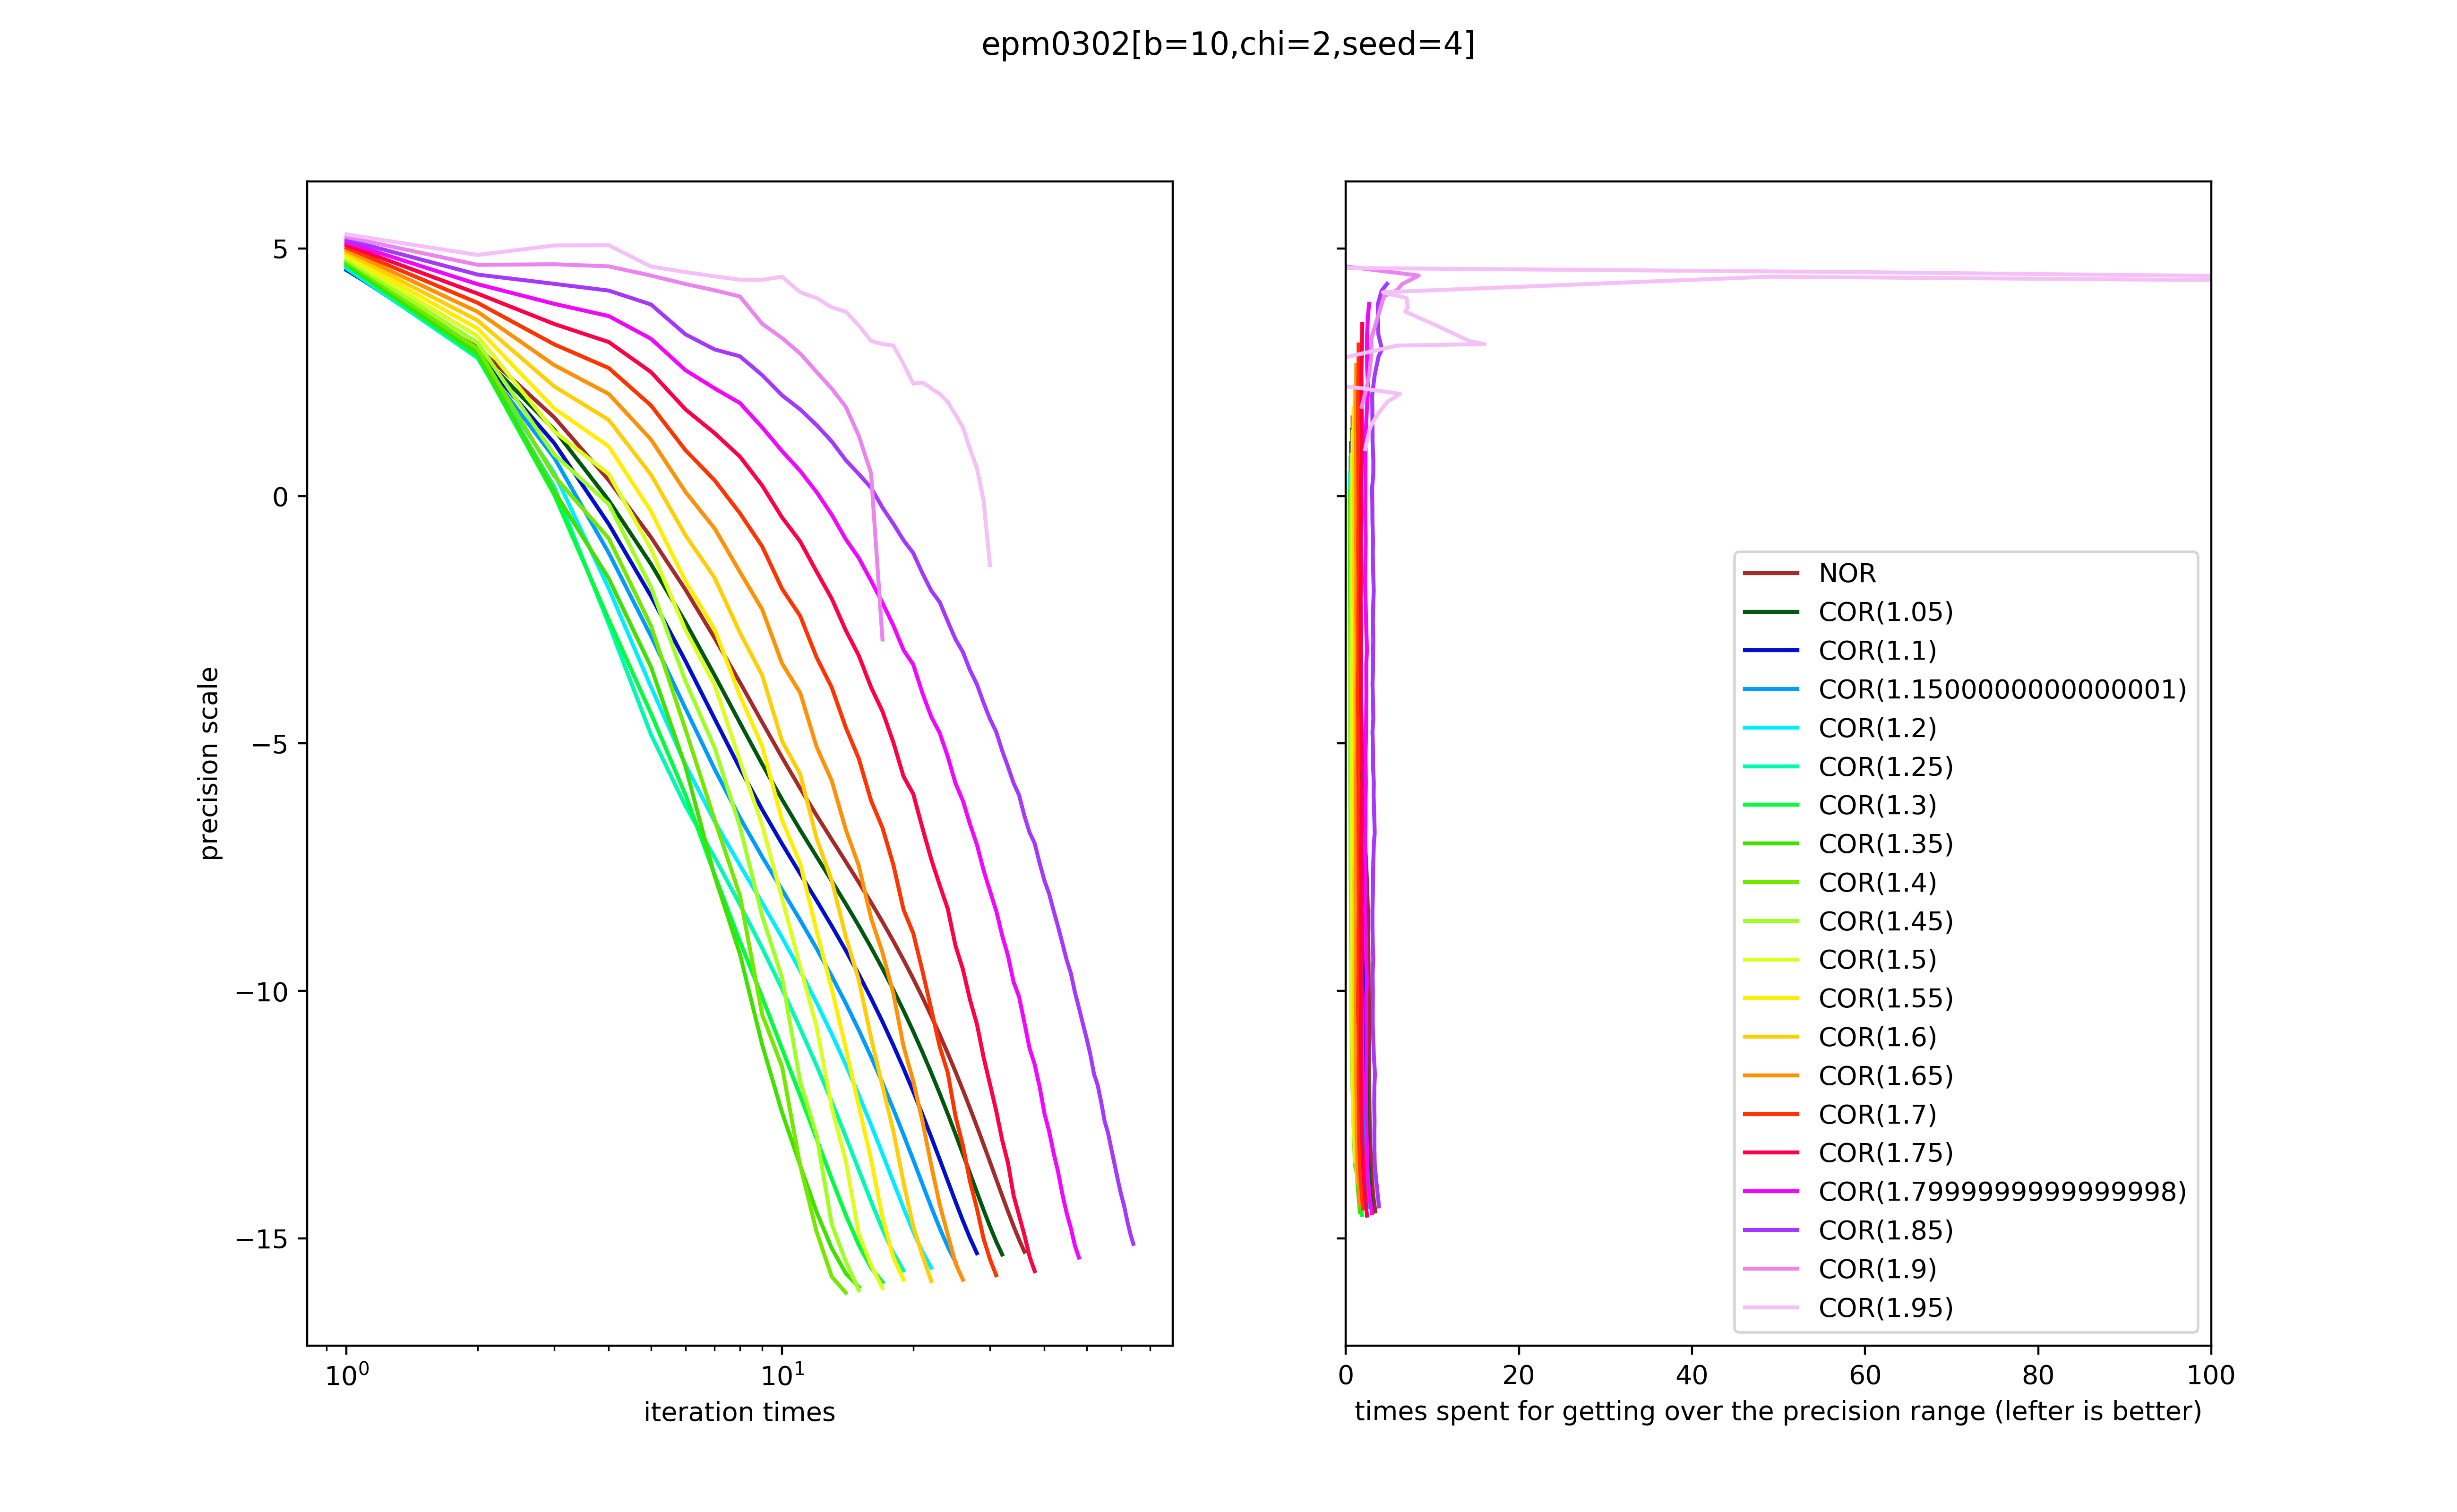 epm0302[b=10,chi=2,seed=4]
precision scale
5
0
−5
−10
−15
10⁰
10¹
iteration times
0
20
40
60
80
100
times spent for getting over the precision range (lefter is better)
NOR
COR(1.05)
COR(1.1)
COR(1.1500000000000001)
COR(1.2)
COR(1.25)
COR(1.3)
COR(1.35)
COR(1.4)
COR(1.45)
COR(1.5)
COR(1.55)
COR(1.6)
COR(1.65)
COR(1.7)
COR(1.75)
COR(1.7999999999999998)
COR(1.85)
COR(1.9)
COR(1.95)